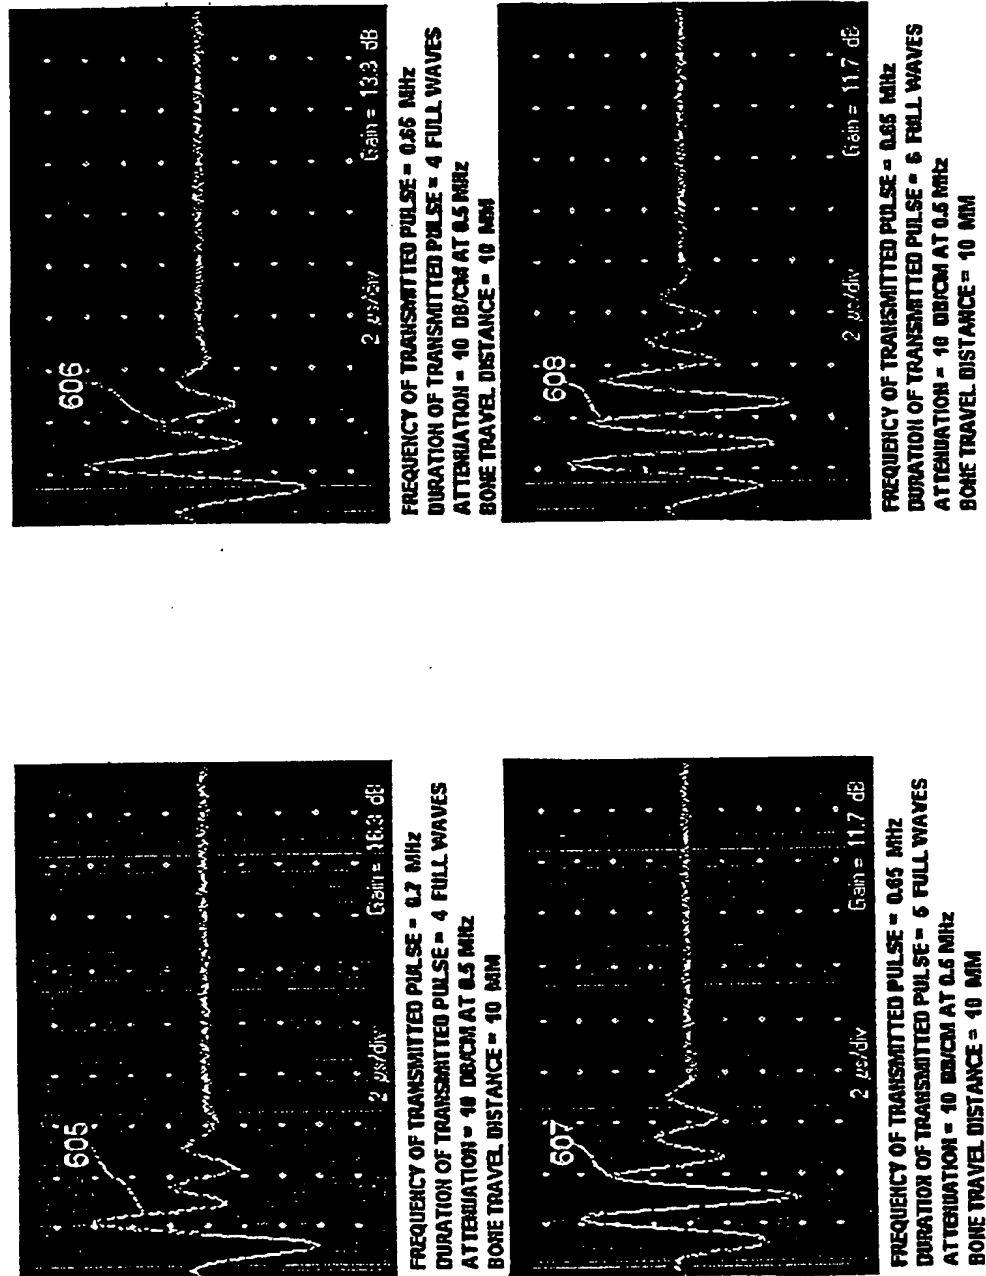 605
2 µs/div
Gain = dB
FREQUENCY OF TRANSMITTED PULSE = MHz
DURATION OF TRANSMITTED PULSE = 4 FULL WAVES
ATTENUATION = 10 DB/CM AT 0.5 MHz
BONE TRAVEL DISTANCE = 10 MM
606
2 µs/div
Gain = 13.3 dB
FREQUENCY OF TRANSMITTED PULSE = 0.65 MHz
DURATION OF TRANSMITTED PULSE = 4 FULL WAVES
ATTENUATION = 10 DB/CM AT 0.5 MHz
BONE TRAVEL DISTANCE = 10 MM
607
2 µs/div
Gain = 11.7 dB
FREQUENCY OF TRANSMITTED PULSE = 0.65 MHz
DURATION OF TRANSMITTED PULSE = 5 FULL WAVES
ATTENUATION = 10 DB/CM AT 0.5 MHz
BONE TRAVEL DISTANCE = 10 MM
608
2 µs/div
Gain = 11.7 dB
FREQUENCY OF TRANSMITTED PULSE = 0.65 MHz
DURATION OF TRANSMITTED PULSE = 6 FULL WAVES
ATTENUATION = 10 DB/CM AT 0.5 MHz
BONE TRAVEL DISTANCE = 10 MM